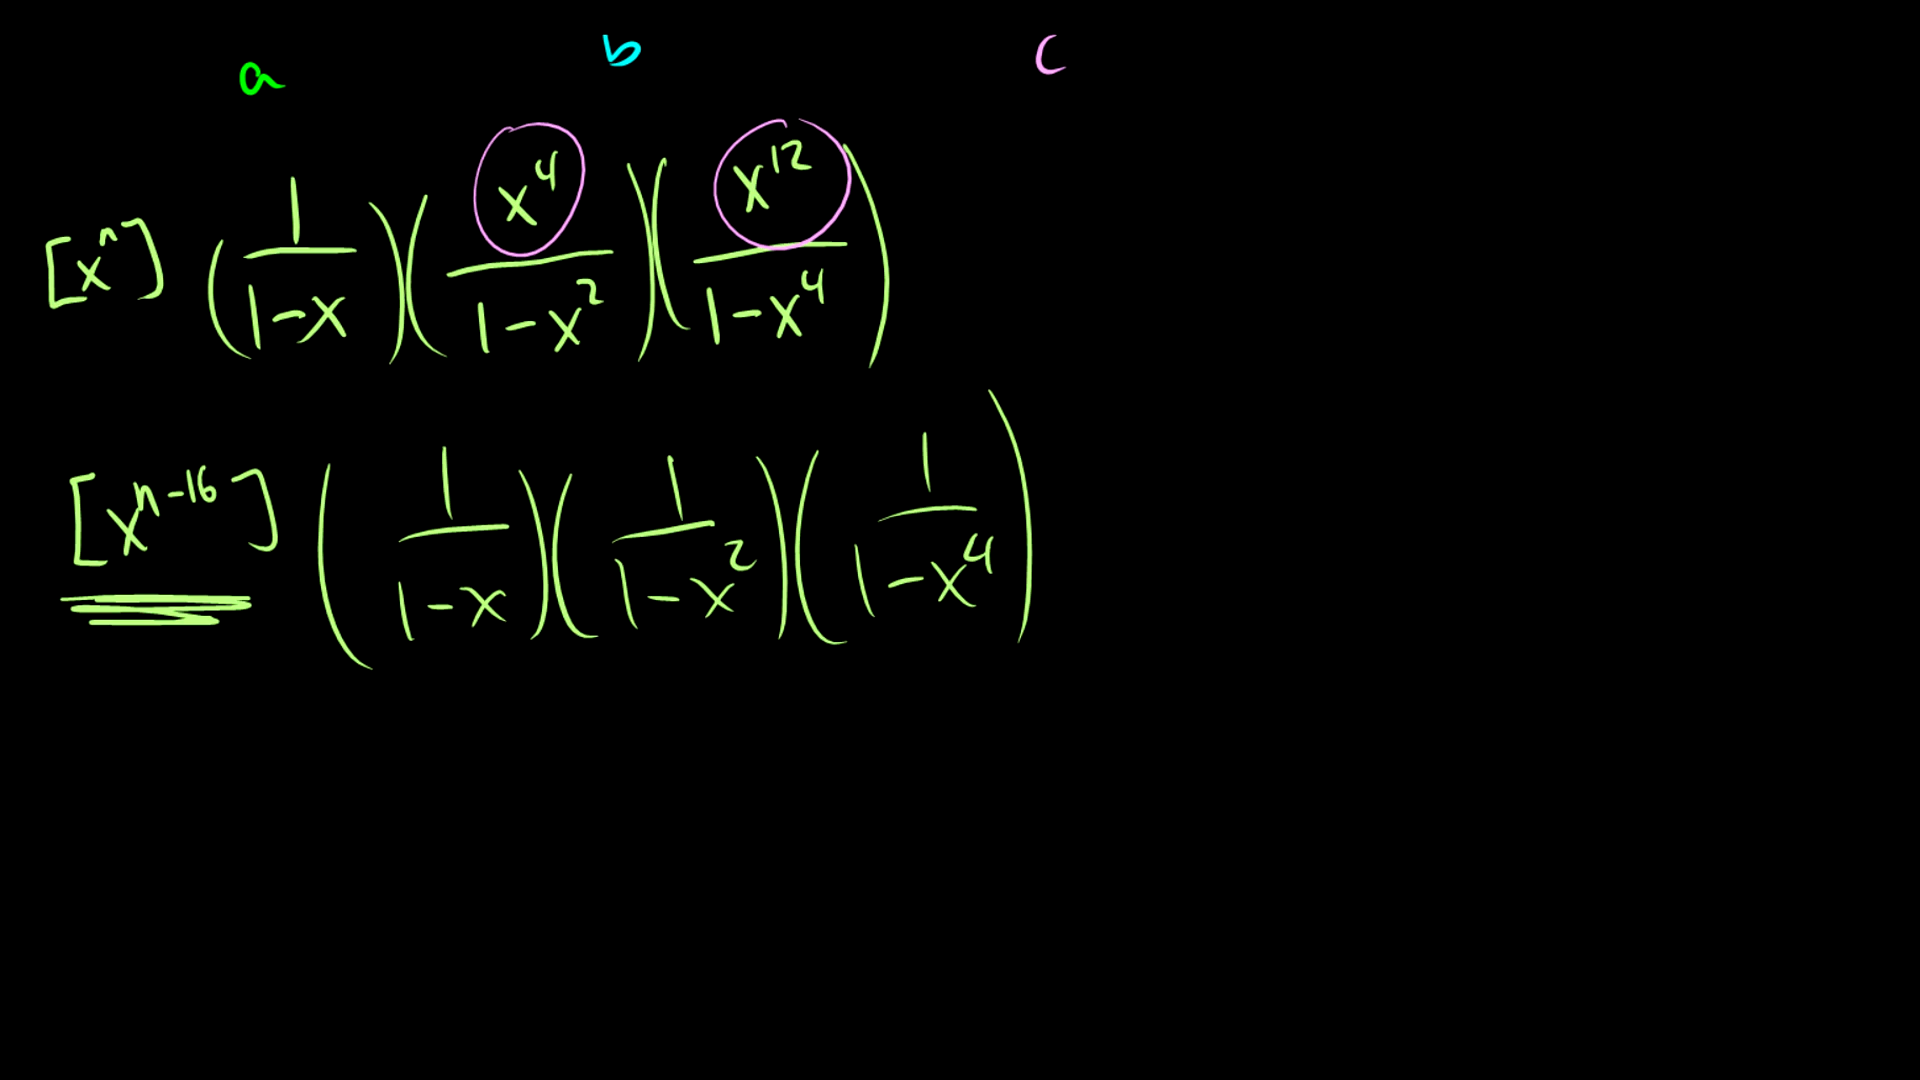 a b c
[x^n] (1/(1-x)) (x^4/(1-x^2)) (x^12/(1-x^4))
[x^(n-16)] (1/(1-x)) (1/(1-x^2)) (1/(1-x^4))